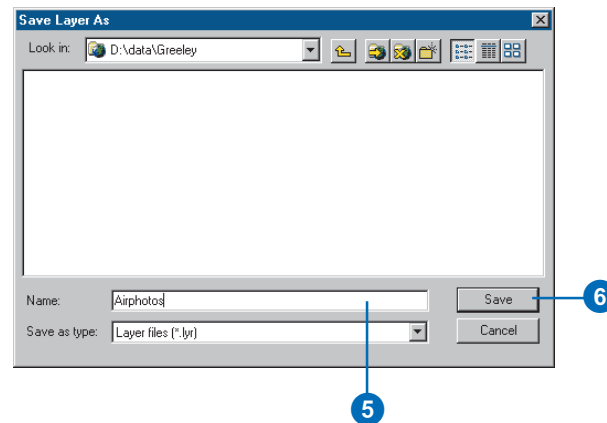 Save Layer As
Look in: D:\data\Greeley
Name: Airphotos
Save
6
Save as type: Layer files (*.lyr)
Cancel
5